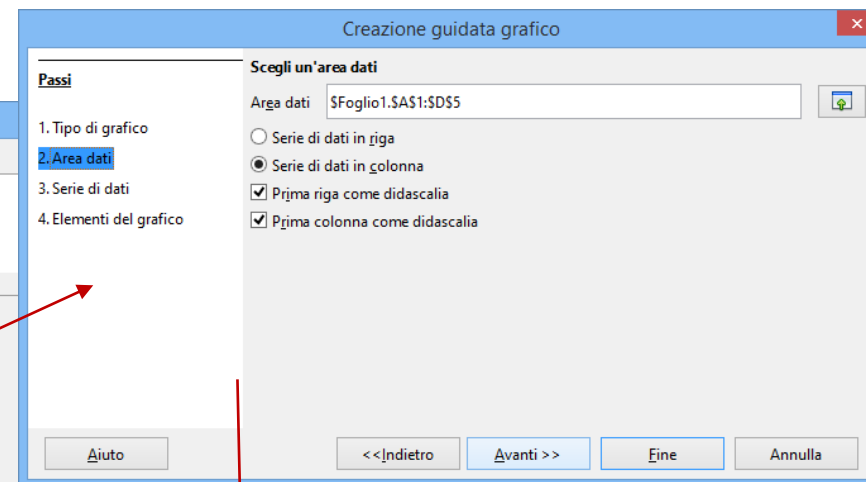 Creazione guidata grafico
Passi
1. Tipo di grafico
2. Area dati
3. Serie di dati
4. Elementi del grafico
Scegli un'area dati
Area dati $Foglio1.$A$1:$D$5
Serie di dati in riga
Serie di dati in colonna
Prima riga come didascalia
Prima colonna come didascalia
Aiuto <<Indietro Avanti >> Fine Annulla